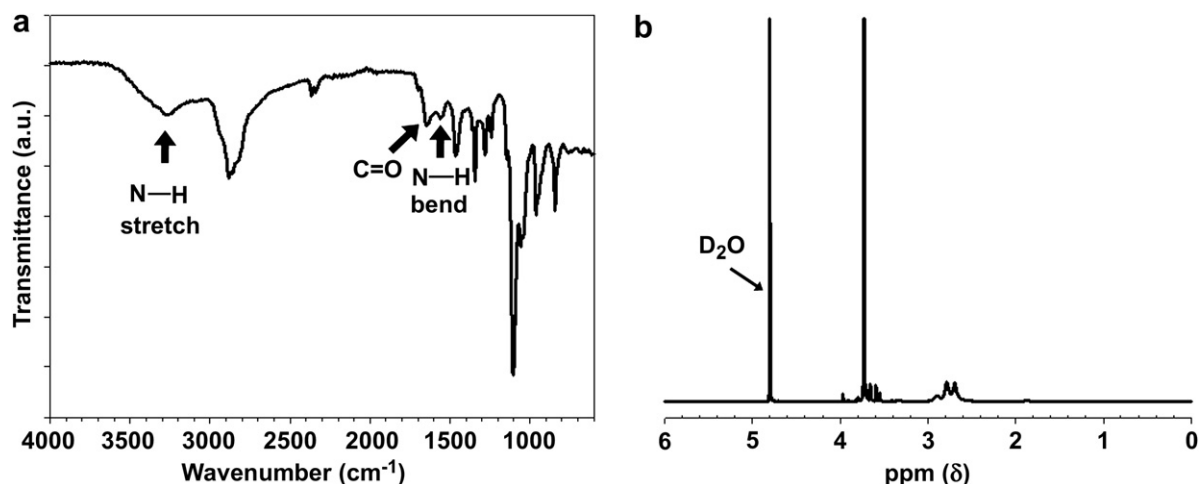 a
Transmittance (a.u.)
N—H
stretch
C=O
N—H
bend
4000 3500 3000 2500 2000 1500 1000
Wavenumber (cm⁻¹)
b
D₂O
6 5 4 3 2 1 0
ppm (δ)